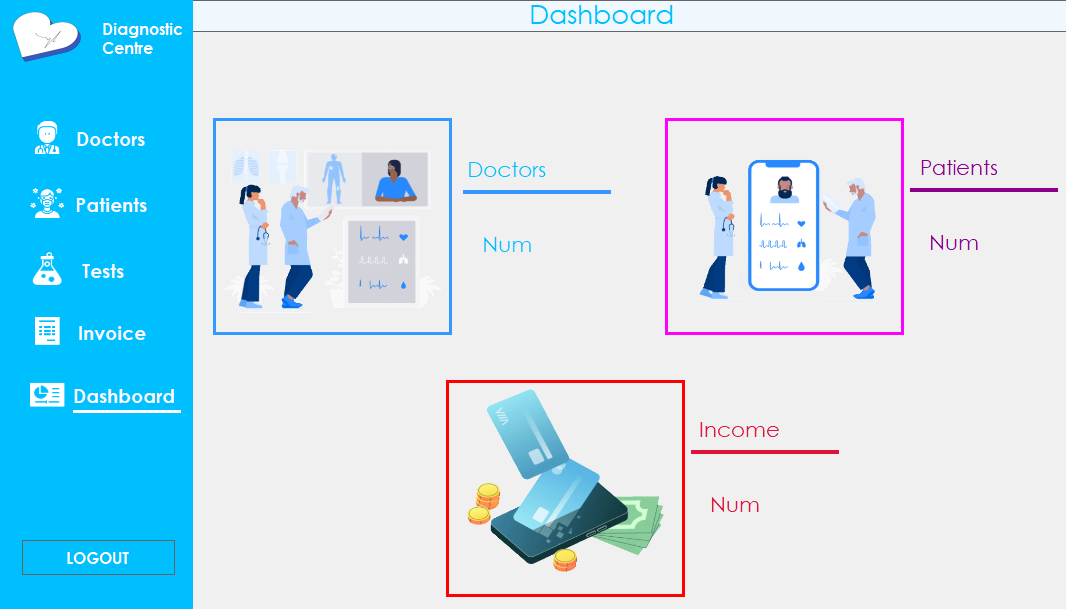 Diagnostic
Centre
Dashboard
Doctors
Patients
Tests
Invoice
Dashboard
LOGOUT
Doctors
Num
Patients
Num
Income
Num